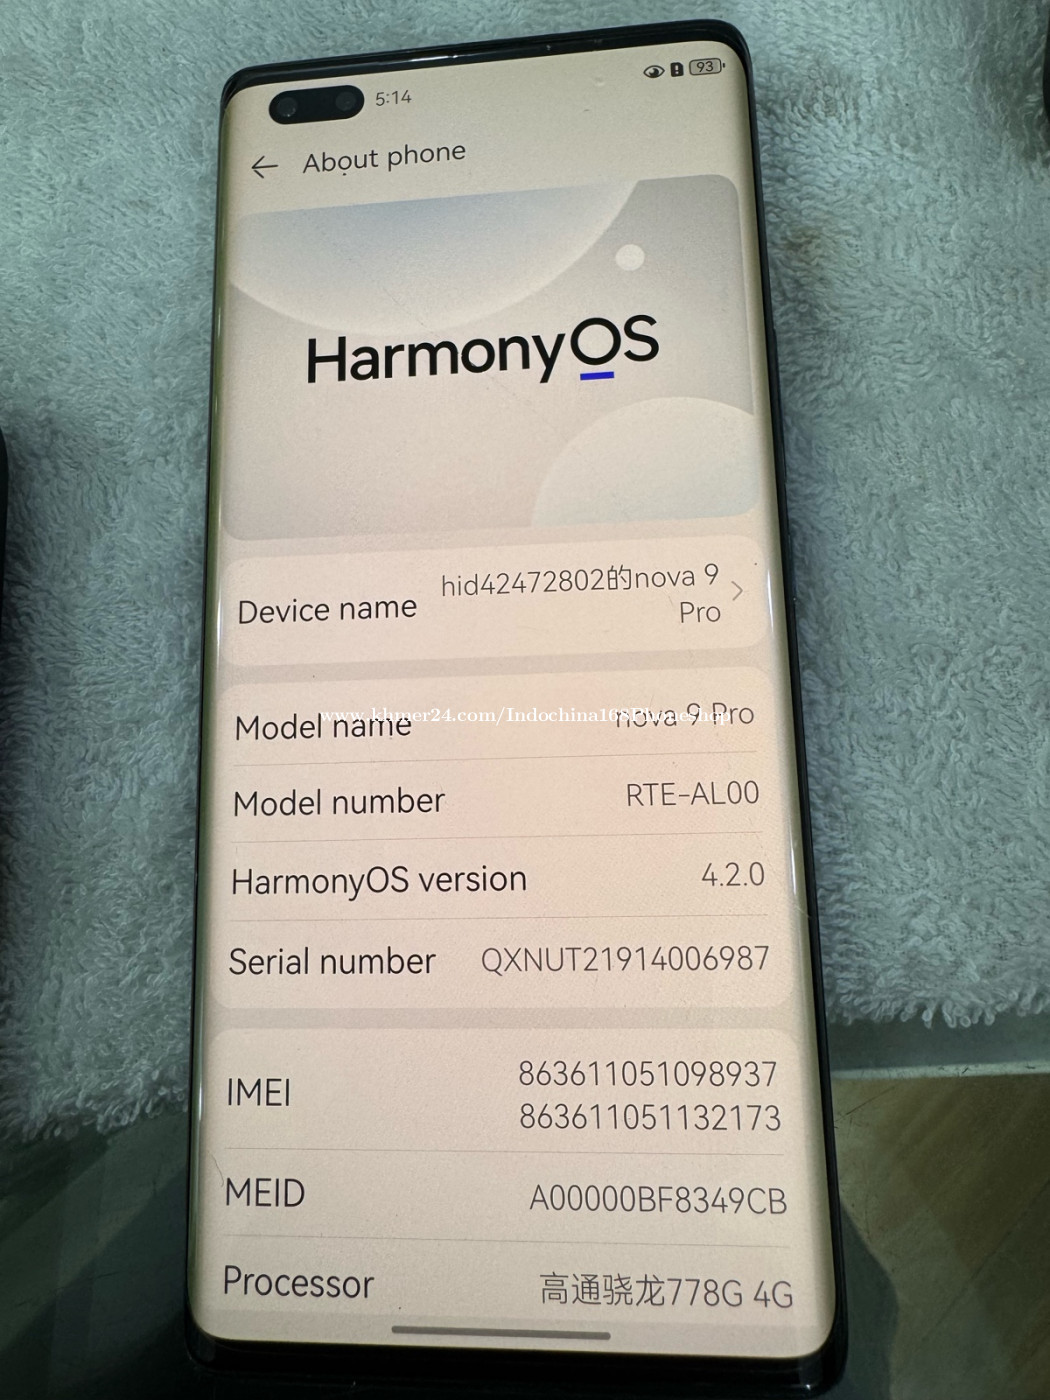 5:14
93
About phone
HarmonyOS
Device name
hid42472802的nova 9
Pro
www.khmer24.com/Indochina168Phoneshop
Model name nova 9 Pro
Model number RTE-AL00
HarmonyOS version 4.2.0
Serial number QXNUT21914006987
IMEI
863611051098937
863611051132173
MEID A00000BF8349CB
Processor 高通骁龙778G 4G